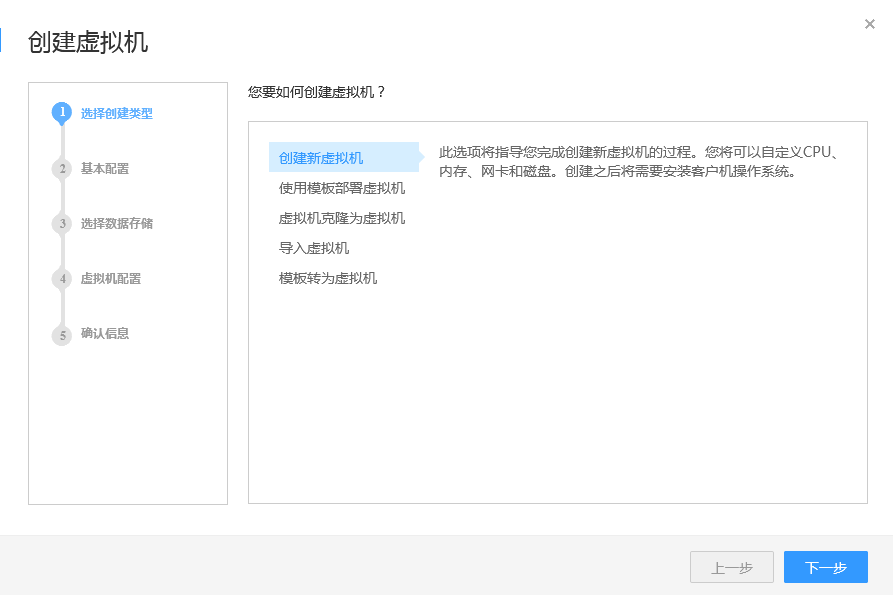 创建虚拟机
×
1 选择创建类型
2 基本配置
3 选择数据存储
4 虚拟机配置
5 确认信息
您要如何创建虚拟机？
创建新虚拟机
使用模板部署虚拟机
虚拟机克隆为虚拟机
导入虚拟机
模板转为虚拟机
此选项将指导您完成创建新虚拟机的过程。您将可以自定义CPU、
内存、网卡和磁盘。创建之后将需要安装客户机操作系统。
上一步
下一步